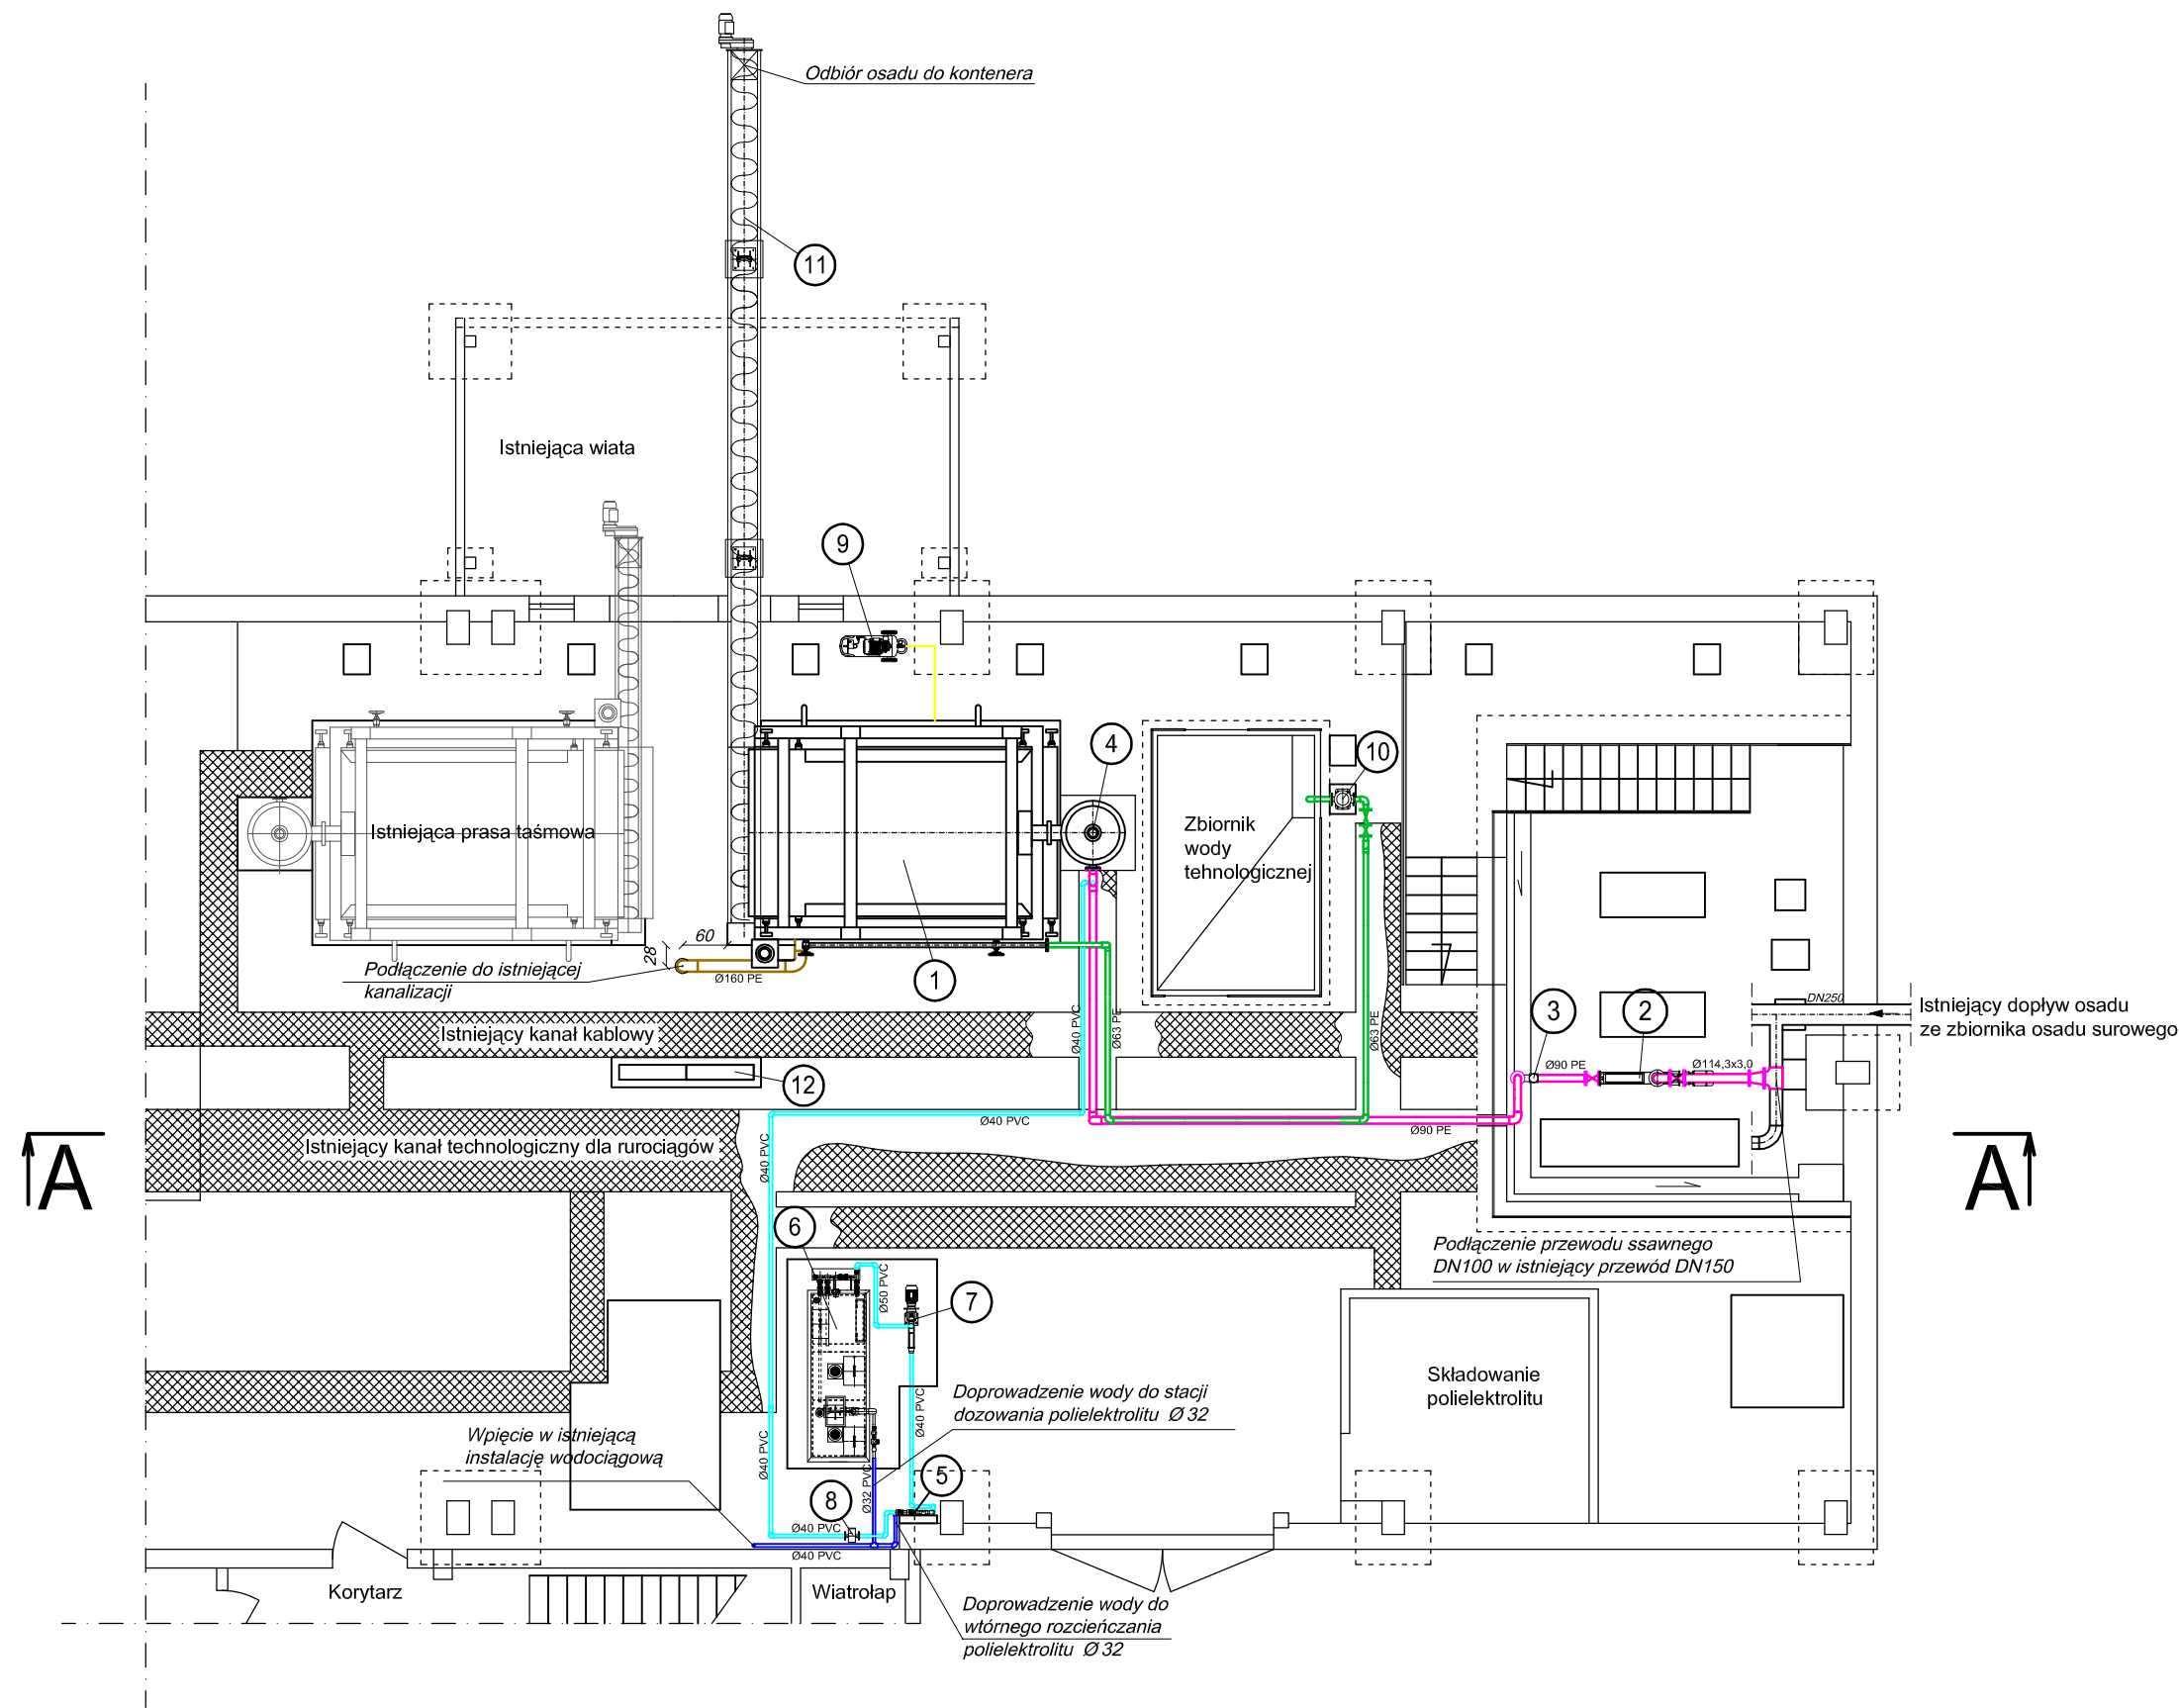 Odbiór osadu do kontenera
11
Istniejąca wiata
9
4
10
Istniejąca prasa taśmowa
Zbiornik
wody
tehnologicznej
60
28
Podłączenie do istniejącej
kanalizacji
Ø160 PE
1
Ø40 PVC
Ø63 PE
Ø63 PE
3
2
DN250
Istniejący dopływ osadu
ze zbiornika osadu surowego
Istniejący kanał kablowy
12
Ø90 PE
Ø114,3x3,0
Ø40 PVC
Ø90 PE
Istniejący kanał technologiczny dla rurociągów
Ø40 PVC
A
A
6
Podłączenie przewodu ssawnego
DN100 w istniejący przewód DN150
Ø50 PVC
7
Składowanie
polielektrolitu
Doprowadzenie wody do stacji
dozowania polielektrolitu Ø 32
Ø40 PVC
Wpięcie w istniejącą
instalację wodociągową
Ø40 PVC
Ø32 PVC
5
8
Ø40 PVC
Ø40 PVC
Korytarz
Wiatrołap
Doprowadzenie wody do
wtórnego rozcieńczania
polielektrolitu Ø 32